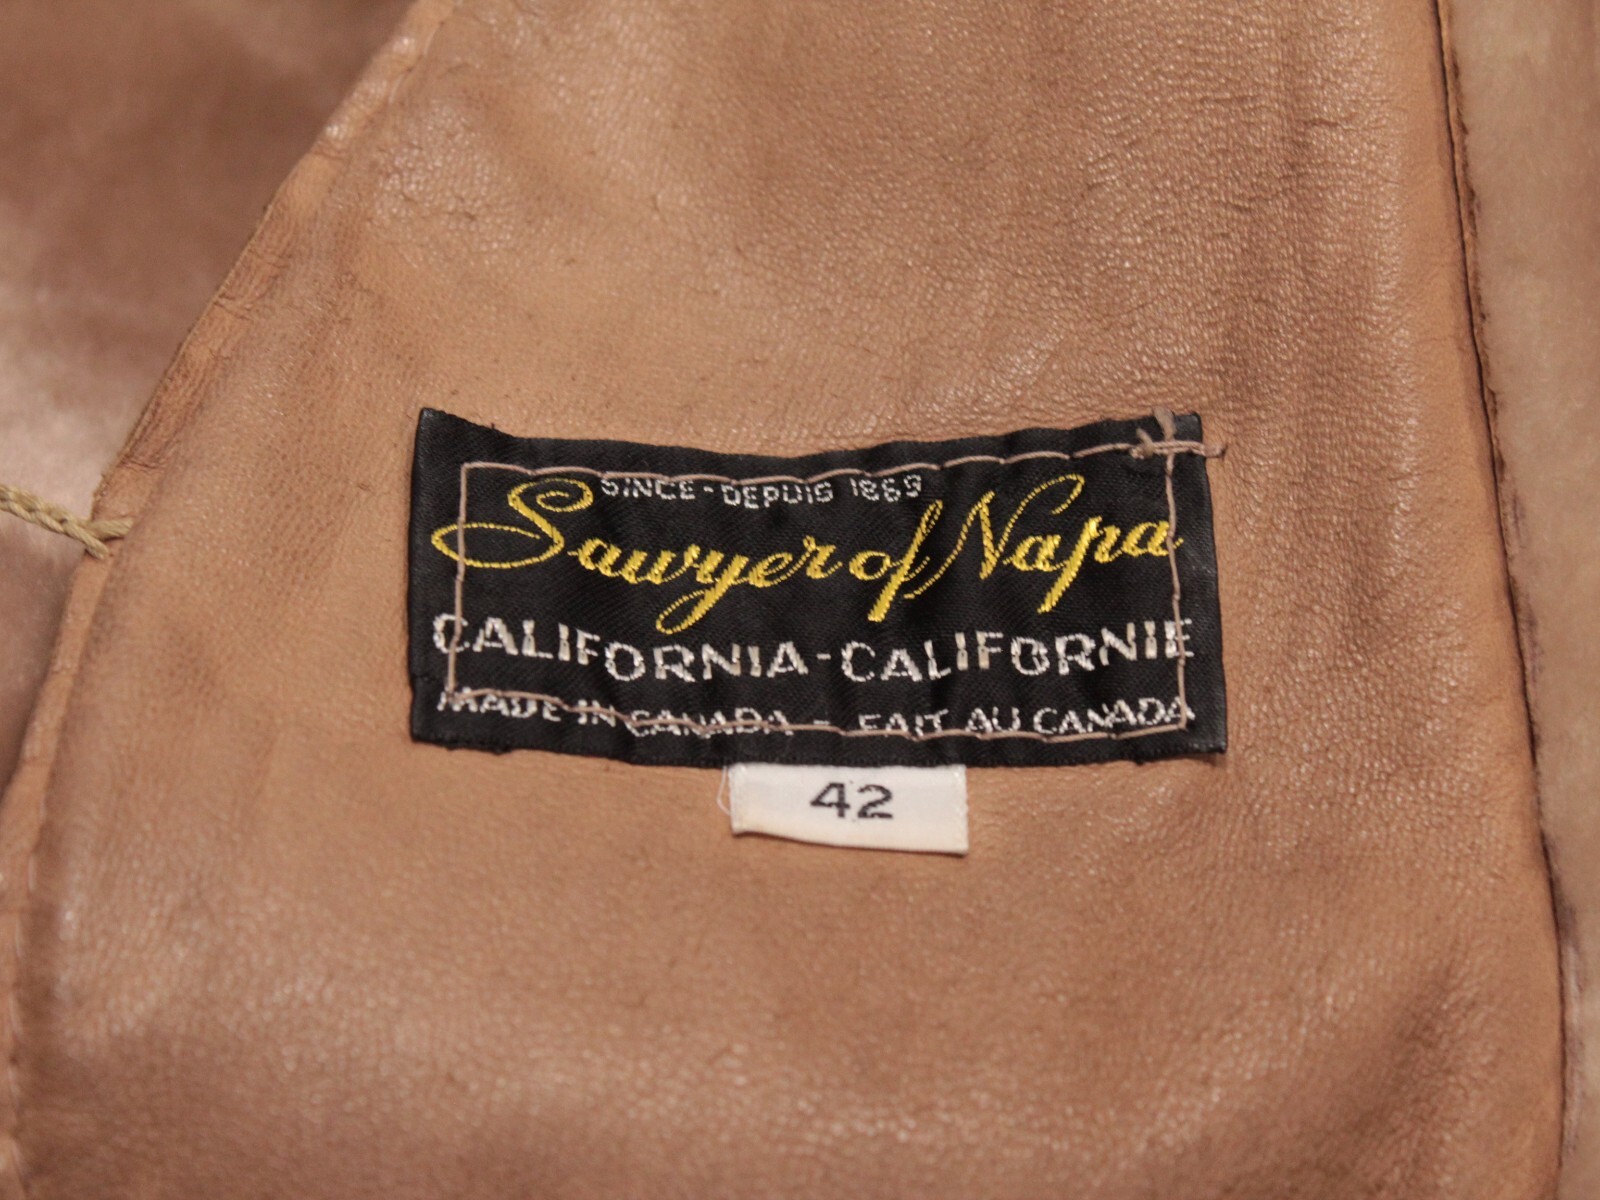 SINCE - DEPUIS 1869
Sawyer of Napa
CALIFORNIA - CALIFORNIE
MADE IN CANADA - FAIT AU CANADA
42